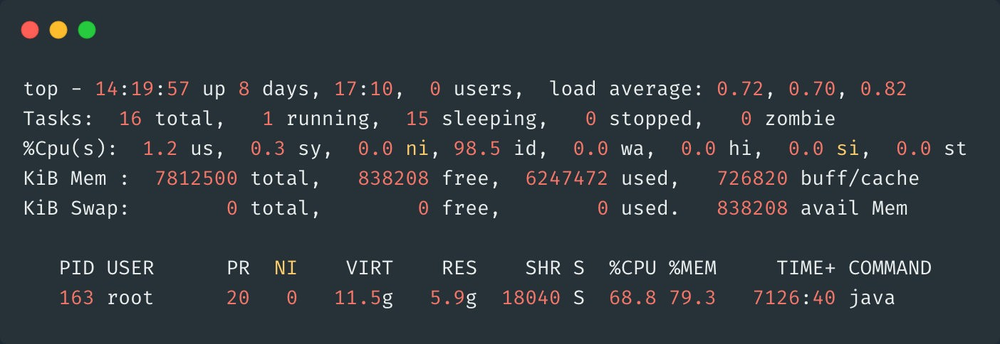 top - 14:19:57 up 8 days, 17:10,  0 users,  load average: 0.72, 0.70, 0.82
Tasks:  16 total,   1 running,  15 sleeping,   0 stopped,   0 zombie
%Cpu(s):  1.2 us,  0.3 sy,  0.0 ni, 98.5 id,  0.0 wa,  0.0 hi,  0.0 si,  0.0 st
KiB Mem :  7812500 total,   838208 free,  6247472 used,   726820 buff/cache
KiB Swap:        0 total,        0 free,        0 used.   838208 avail Mem
   PID USER      PR  NI    VIRT    RES    SHR S  %CPU %MEM     TIME+ COMMAND
   163 root      20   0   11.5g   5.9g  18040 S  68.8 79.3   7126:40 java